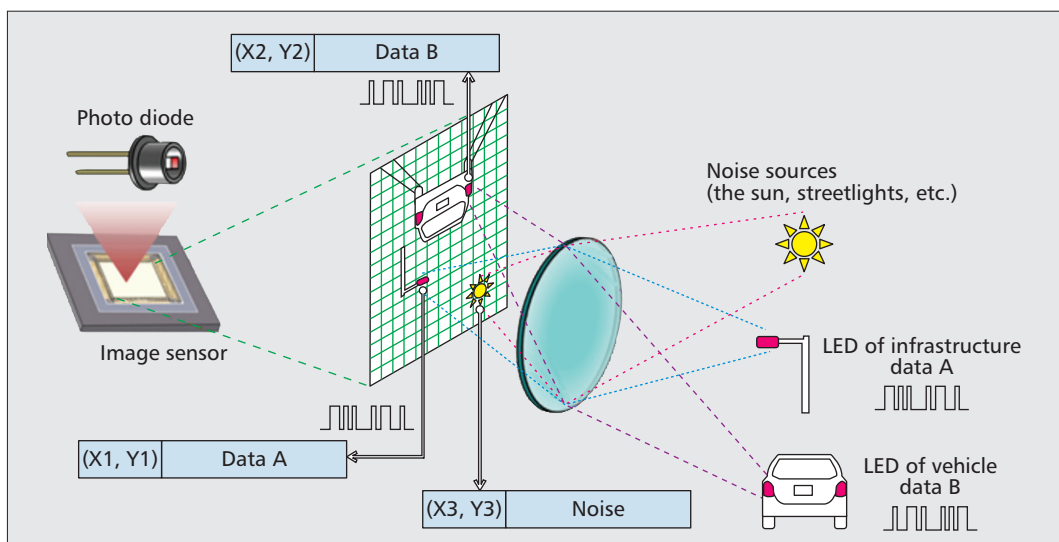 (X2, Y2) Data B
Photo diode
Noise sources
(the sun, streetlights, etc.)
Image sensor
LED of infrastructure
data A
(X1, Y1) Data A
LED of vehicle
data B
(X3, Y3) Noise